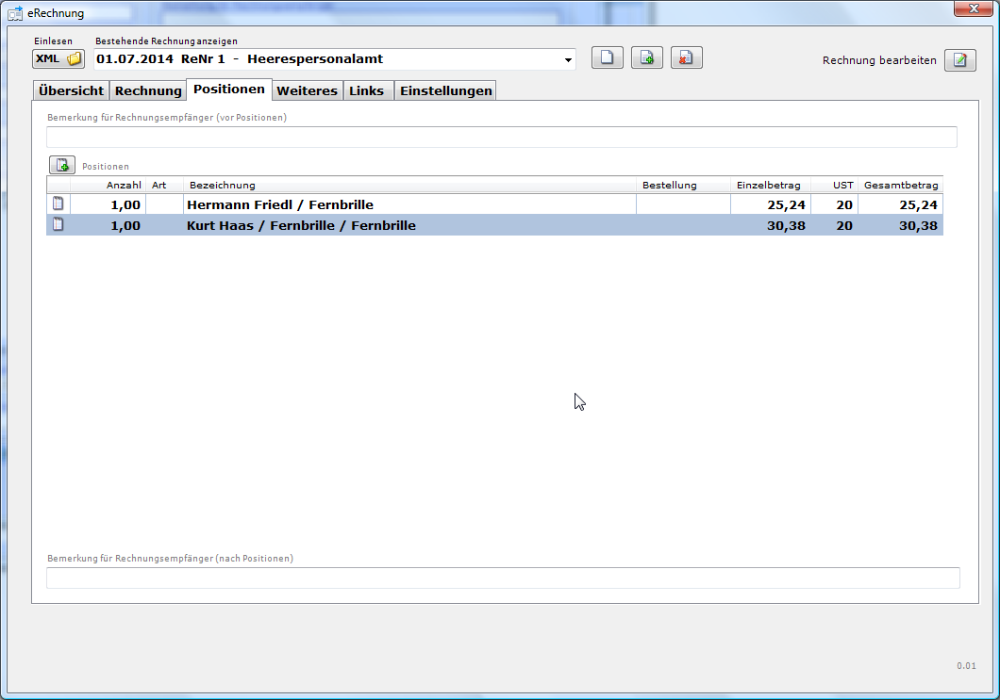 eRechnung
Einlesen Bestehende Rechnung anzeigen
XML 01.07.2014 ReNr 1 - Heerespersonalamt Rechnung bearbeiten
Übersicht Rechnung Positionen Weiteres Links Einstellungen
Bemerkung für Rechnungsempfänger (vor Positionen)
Positionen
Anzahl Art Bezeichnung Bestellung Einzelbetrag UST Gesamtbetrag
1,00 Hermann Friedl / Fernbrille 25,24 20 25,24
1,00 Kurt Haas / Fernbrille / Fernbrille 30,38 20 30,38
Bemerkung für Rechnungsempfänger (nach Positionen)
0.01